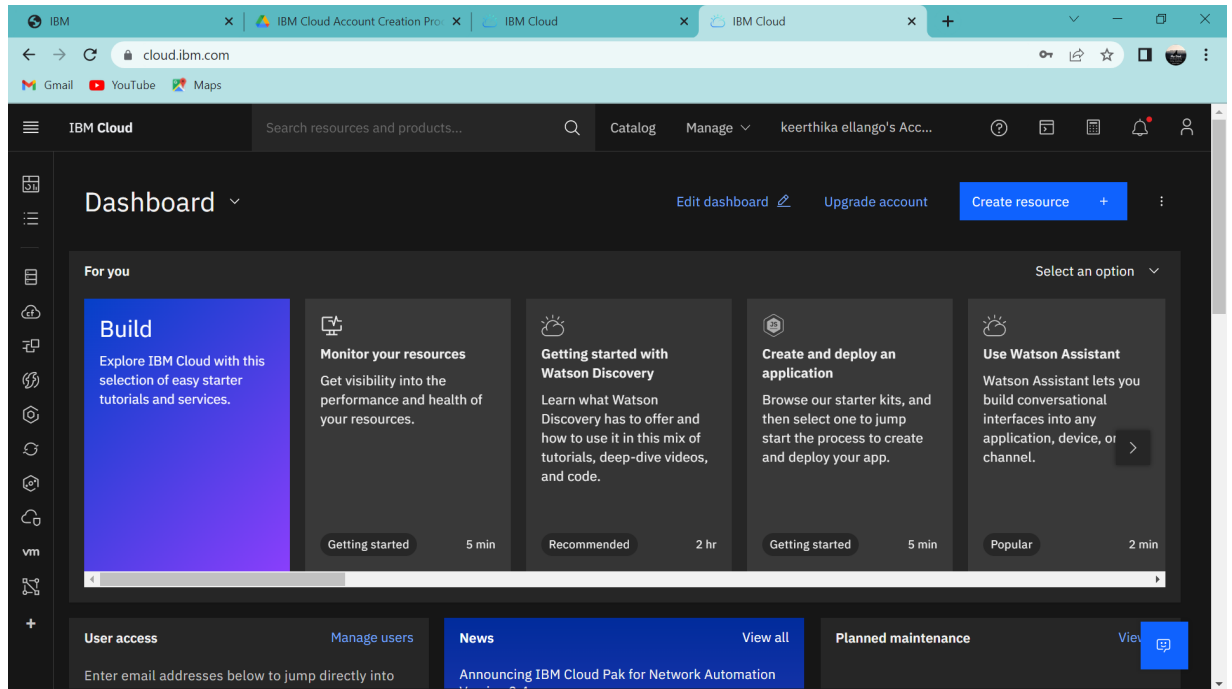 IBM
IBM Cloud Account Creation Proc
IBM Cloud
IBM Cloud
cloud.ibm.com
Gmail
YouTube
Maps
IBM Cloud
Search resources and products...
Catalog
Manage
keerthika ellango's Acc...
Dashboard
Edit dashboard
Upgrade account
Create resource +
For you
Select an option
Build
Explore IBM Cloud with this
selection of easy starter
tutorials and services.
Monitor your resources
Get visibility into the
performance and health of
your resources.
Getting started
5 min
Getting started with
Watson Discovery
Learn what Watson
Discovery has to offer and
how to use it in this mix of
tutorials, deep-dive videos,
and code.
Recommended
2 hr
JS
Create and deploy an
application
Browse our starter kits, and
then select one to jump
start the process to create
and deploy your app.
Getting started
5 min
Use Watson Assistant
Watson Assistant lets you
build conversational
interfaces into any
application, device, or
channel.
Popular
2 min
cf
vm
User access
Manage users
Enter email addresses below to jump directly into
News
View all
Announcing IBM Cloud Pak for Network Automation
Planned maintenance